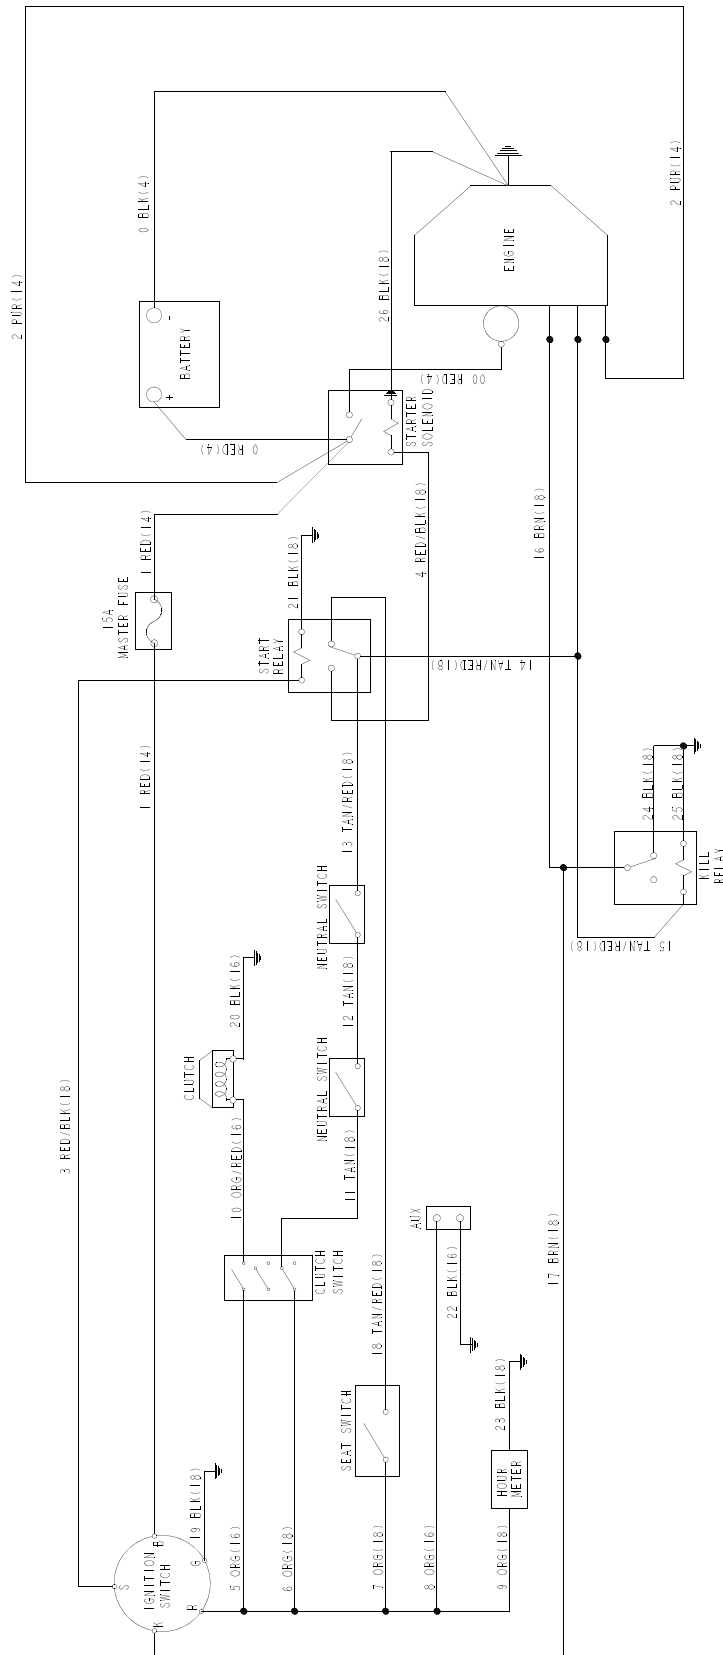 2 PUR(14)
2 PUR(14)
0 BLK(4)
ENGINE
26 BLK(18)
BATTERY
-
+
00 RED(4)
0 RED(4)
STARTER
SOLENOID
1 RED(14)
15A
MASTER FUSE
21 BLK(18)
4 RED/BLK(18)
16 BRN(18)
START
RELAY
14 TAN/RED(18)
1 RED(14)
13 TAN/RED(18)
24 BLK(18)
25 BLK(18)
KILL
RELAY
15 TAN/RED(18)
NEUTRAL SWITCH
20 BLK(16)
12 TAN(18)
CLUTCH
NEUTRAL SWITCH
3 RED/BLK(18)
10 ORG/RED(16)
11 TAN(18)
AUX
CLUTCH
SWITCH
18 TAN/RED(18)
22 BLK(16)
17 BRN(18)
SEAT SWITCH
23 BLK(18)
HOUR
METER
19 BLK(18)
5 ORG(16)
6 ORG(18)
7 ORG(18)
8 ORG(16)
9 ORG(18)
IGNITION
SWITCH
B
G
S
R
K